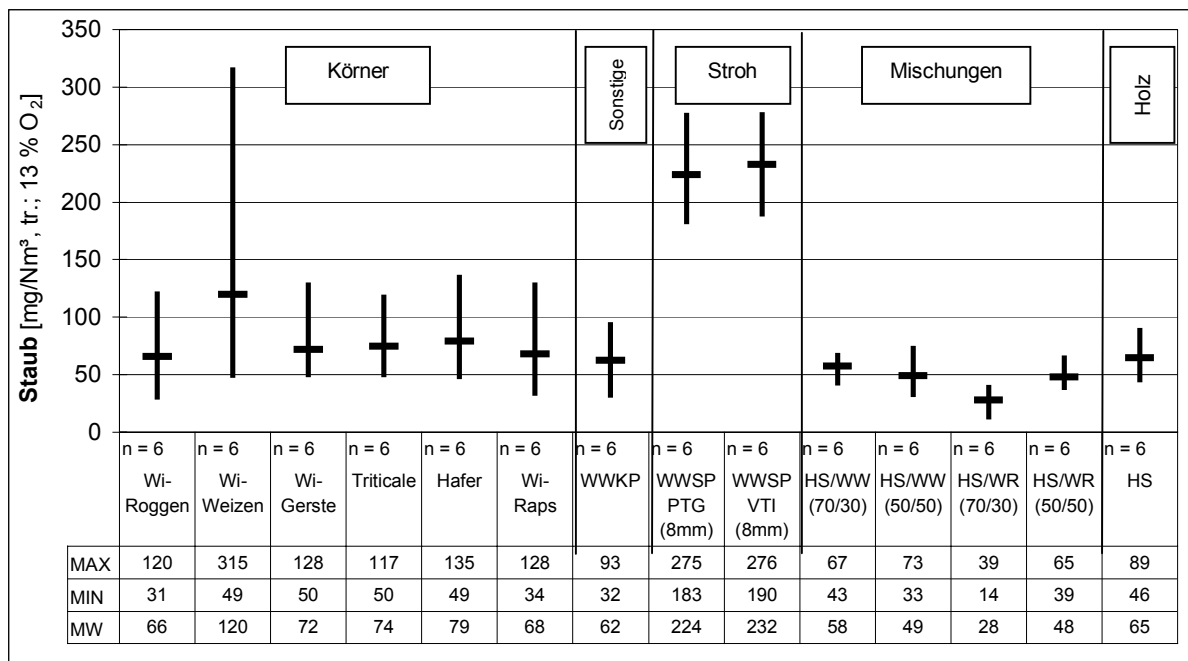 Staub [mg/Nm³, tr.; 13 % O₂]
350
300
250
200
150
100
50
0
Körner
Sonstige
Stroh
Mischungen
Holz
n = 6 n = 6 n = 6 n = 6 n = 6 n = 6 n = 6 n = 6 n = 6 n = 6 n = 6 n = 6 n = 6 n = 6
Wi- Wi- Wi- Triticale Hafer Wi- WWKP WWSP WWSP HS/WW HS/WW HS/WR HS/WR HS
Roggen Weizen Gerste Raps PTG VTI (70/30) (50/50) (70/30) (50/50)
(8mm) (8mm)
MAX 120 315 128 117 135 128 93 275 276 67 73 39 65 89
MIN 31 49 50 50 49 34 32 183 190 43 33 14 39 46
MW 66 120 72 74 79 68 62 224 232 58 49 28 48 65